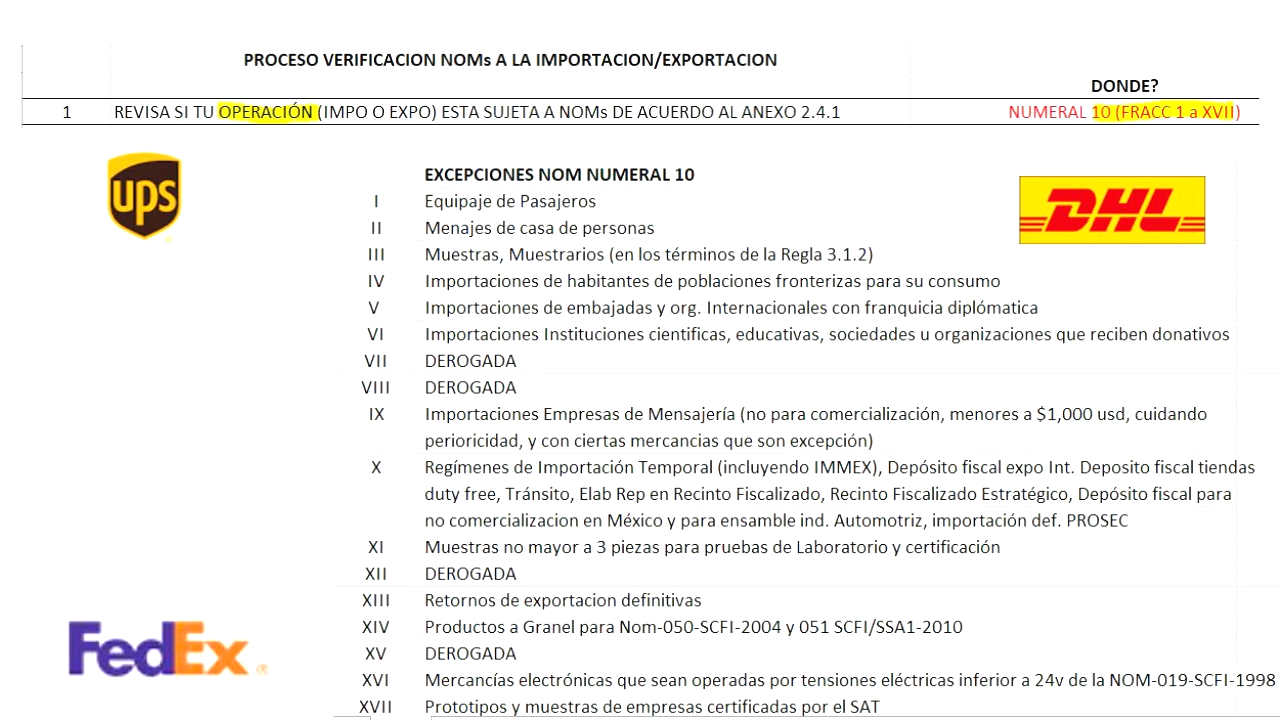 PROCESO VERIFICACION NOMs A LA IMPORTACION/EXPORTACION
DONDE?
1 REVISA SI TU OPERACIÓN (IMPO O EXPO) ESTA SUJETA A NOMs DE ACUERDO AL ANEXO 2.4.1 NUMERAL 10 (FRACC 1 a XVII)
ups
DHL
EXCEPCIONES NOM NUMERAL 10
I Equipaje de Pasajeros
II Menajes de casa de personas
III Muestras, Muestrarios (en los términos de la Regla 3.1.2)
IV Importaciones de habitantes de poblaciones fronterizas para su consumo
V Importaciones de embajadas y org. Internacionales con franquicia diplómatica
VI Importaciones Instituciones cientificas, educativas, sociedades u organizaciones que reciben donativos
VII DEROGADA
VIII DEROGADA
IX Importaciones Empresas de Mensajería (no para comercialización, menores a $1,000 usd, cuidando
perioricidad, y con ciertas mercancias que son excepción)
X Regímenes de Importación Temporal (incluyendo IMMEX), Depósito fiscal expo Int. Deposito fiscal tiendas
duty free, Tránsito, Elab Rep en Recinto Fiscalizado, Recinto Fiscalizado Estratégico, Depósito fiscal para
no comercializacion en México y para ensamble ind. Automotriz, importación def. PROSEC
XI Muestras no mayor a 3 piezas para pruebas de Laboratorio y certificación
XII DEROGADA
XIII Retornos de exportacion definitivas
XIV Productos a Granel para Nom-050-SCFI-2004 y 051 SCFI/SSA1-2010
XV DEROGADA
XVI Mercancías electrónicas que sean operadas por tensiones eléctricas inferior a 24v de la NOM-019-SCFI-1998
XVII Prototipos y muestras de empresas certificadas por el SAT
FedEx ®